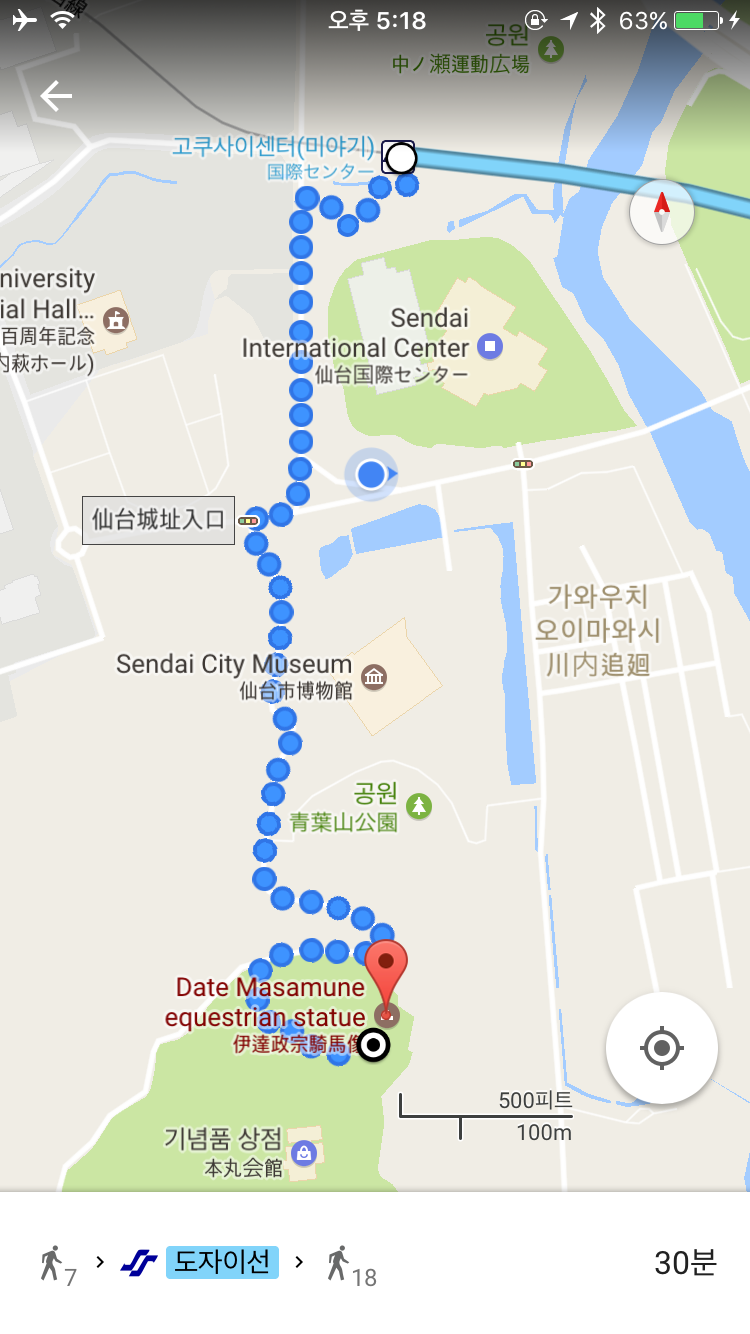 오후 5:18
63%
공원
中ノ瀬運動広場
고쿠사이센터(미야기)
国際センター
niversity
ial Hall...
百周年記念
内萩ホール)
Sendai
International Center
仙台国際センター
仙台城址入口
가와우치
오이마와시
川内追廻
Sendai City Museum
仙台市博物館
공원
青葉山公園
Date Masamune
equestrian statue
伊達政宗騎馬像
500피트
100m
기념품 상점
本丸会館
7
도자이선
18
30분